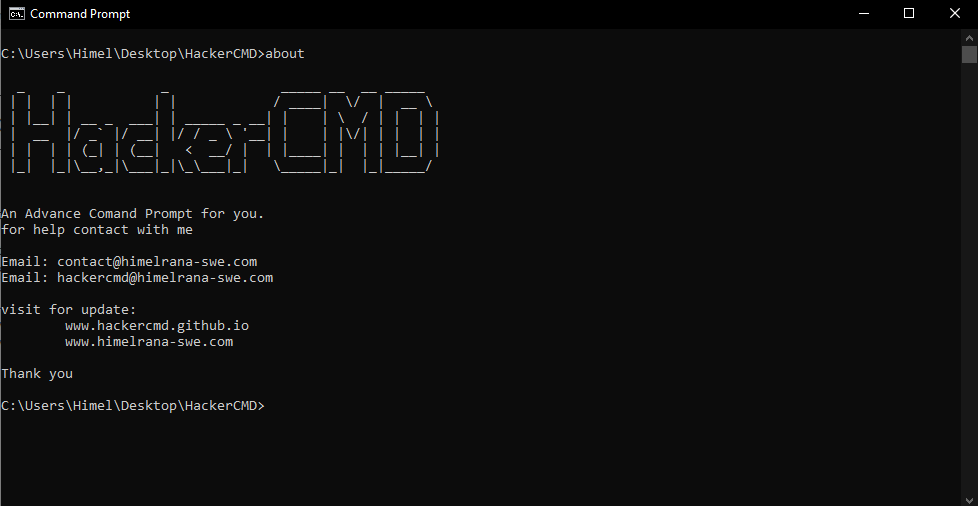 Command Prompt
C:\Users\Himel\Desktop\HackerCMD>about
HackerCMD
An Advance Comand Prompt for you.
for help contact with me
Email: contact@himelrana-swe.com
Email: hackercmd@himelrana-swe.com
visit for update:
www.hackercmd.github.io
www.himelrana-swe.com
Thank you
C:\Users\Himel\Desktop\HackerCMD>